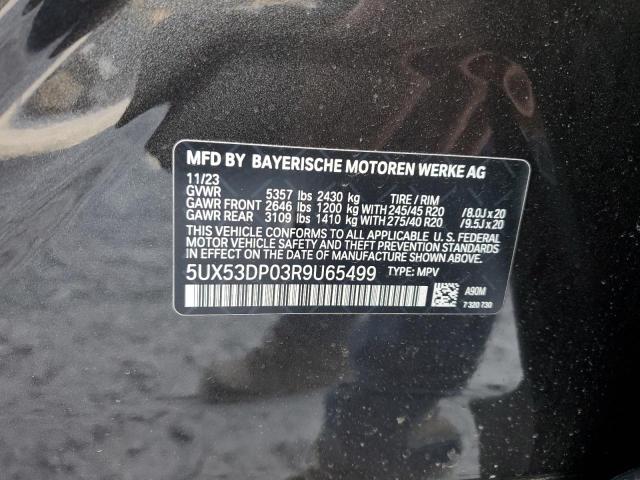 MFD BY BAYERISCHE MOTOREN WERKE AG
11/23
GVWR 5357 lbs 2430 kg TIRE / RIM
GAWR FRONT 2646 lbs 1200 kg WITH 245/45 R20 /8.0J x 20
GAWR REAR 3109 lbs 1410 kg WITH 275/40 R20 /9.5J x 20
THIS VEHICLE CONFORMS TO ALL APPLICABLE U. S. FEDERAL
MOTOR VEHICLE SAFETY AND THEFT PREVENTION STANDARDS
IN EFFECT ON THE DATE OF MANUFACTURE SHOWN ABOVE.
5UX53DP03R9U65499 TYPE: MPV
A90M
7 320 730